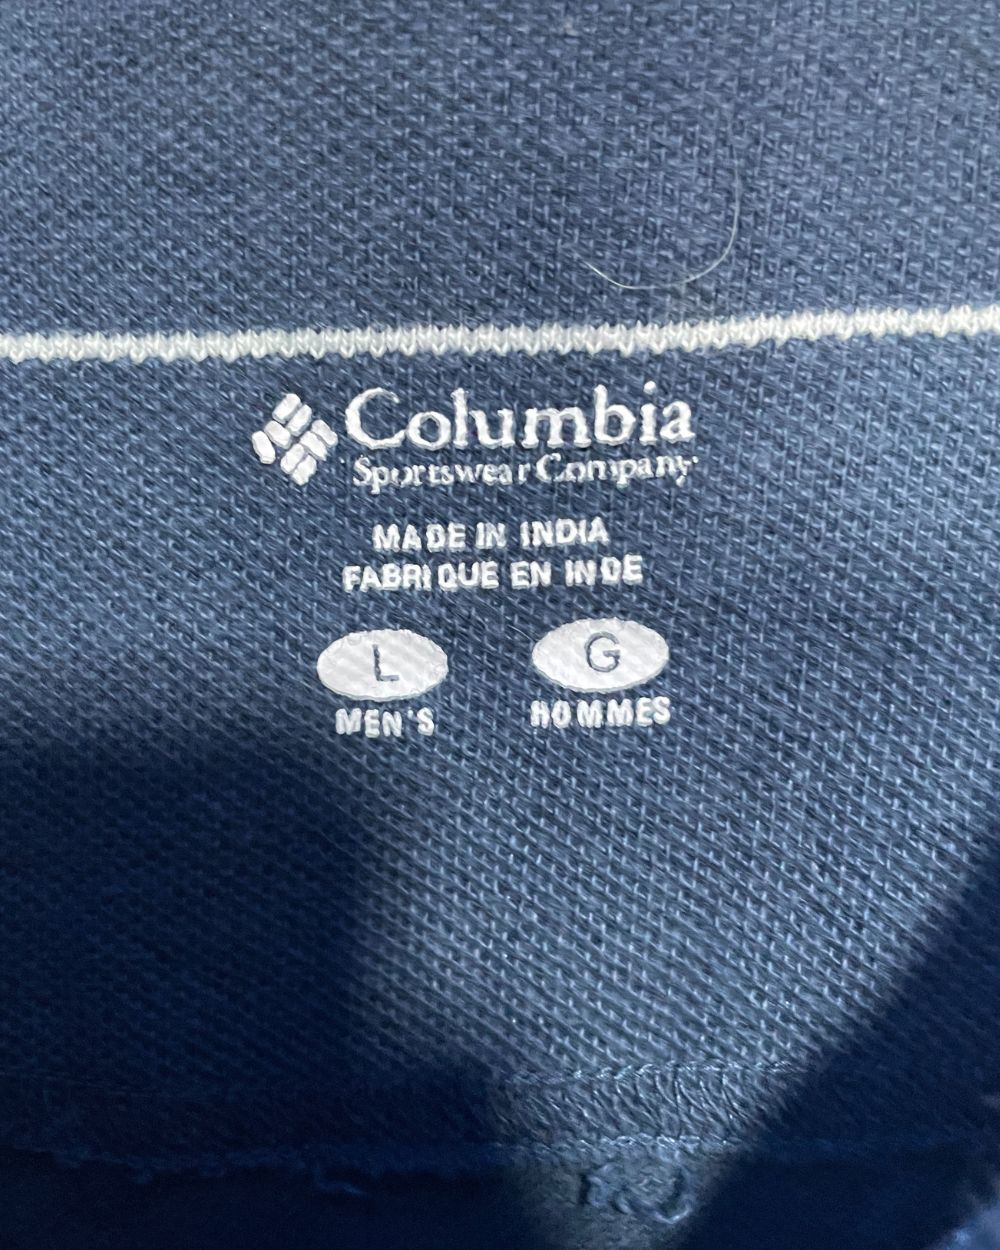 Columbia
Sportswear Company
MADE IN INDIA
FABRIQUE EN INDE
L G
MEN'S HOMMES